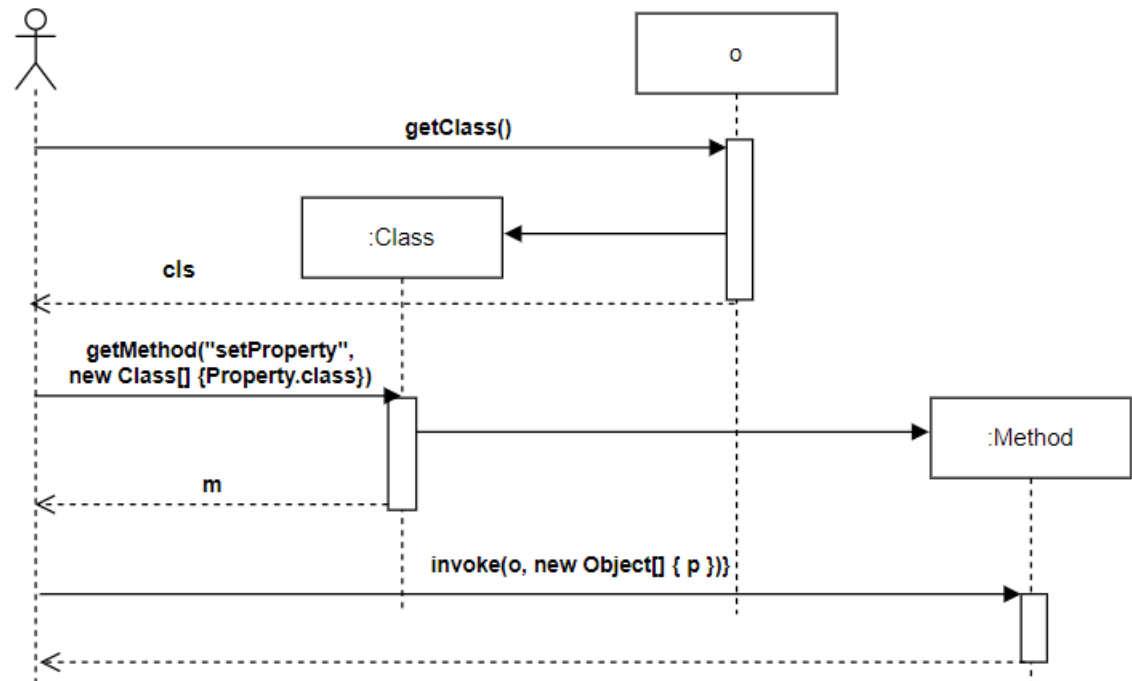 o
getClass()
:Class
cls
getMethod("setProperty",
new Class[] {Property.class})
:Method
m
invoke(o, new Object[] { p })}